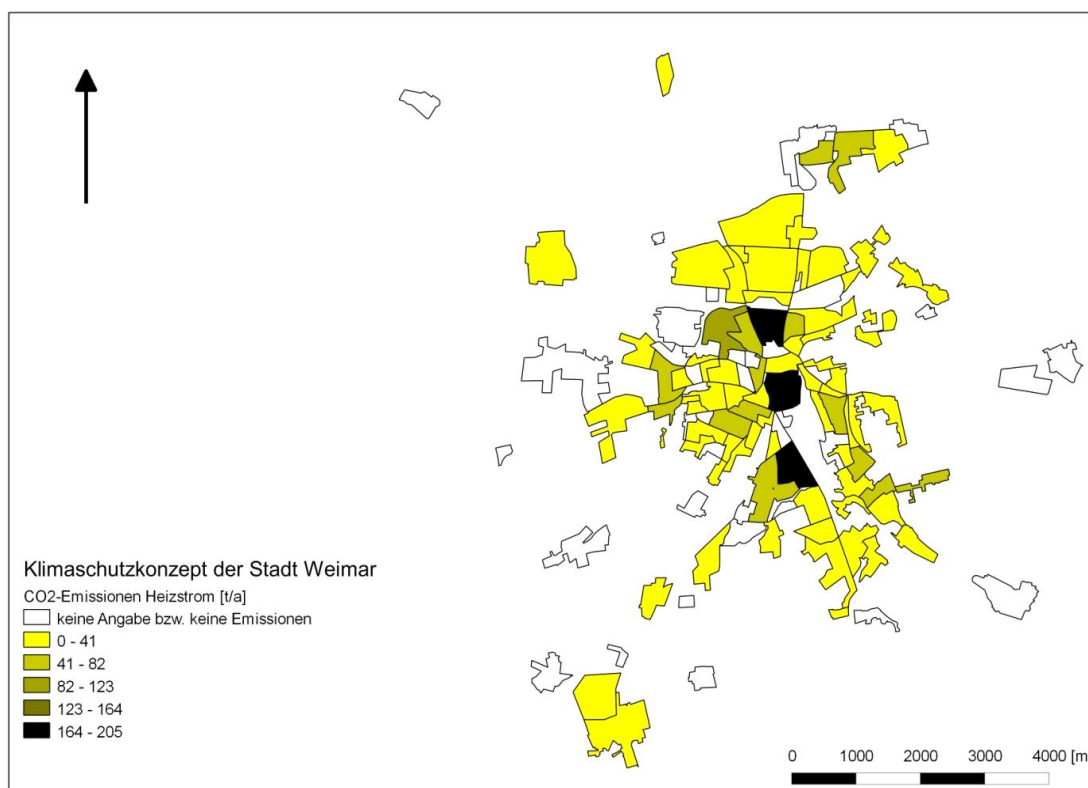 Klimaschutzkonzept der Stadt Weimar
CO2-Emissionen Heizstrom [t/a]
keine Angabe bzw. keine Emissionen
0 - 41
41 - 82
82 - 123
123 - 164
164 - 205
0 1000 2000 3000 4000 [m